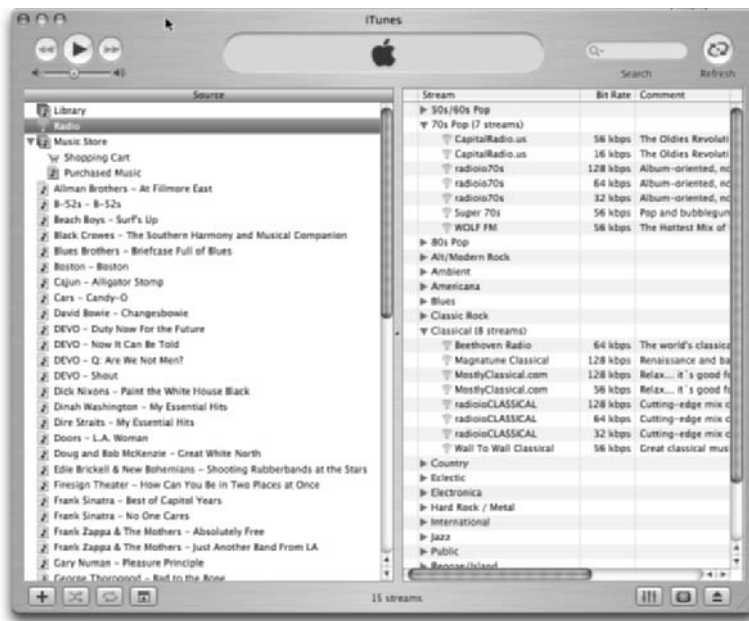 iTunes
Search
Refresh
Source
Library
Radio
Music Store
Shopping Cart
Purchased Music
Allman Brothers – At Fillmore East
B-52s – B-52s
Beach Boys – Surf's Up
Black Crowes – The Southern Harmony and Musical Companion
Blues Brothers – Briefcase Full of Blues
Boston – Boston
Cajun – Alligator Stomp
Cars – Candy-O
David Bowie – Changesbowie
DEVO – Duty Now For the Future
DEVO – Now It Can Be Told
DEVO – Q: Are We Not Men?
DEVO – Shout
Dick Nixons – Paint the White House Black
Dinah Washington – My Essential Hits
Dire Straits – My Essential Hits
Doors – L.A. Woman
Doug and Bob McKenzie – Great White North
Edie Brickell & New Bohemians – Shooting Rubberbands at the Stars
Firesign Theater – How Can You Be in Two Places at Once
Frank Sinatra – Best of Capitol Years
Frank Sinatra – No One Cares
Frank Zappa & The Mothers – Absolutely Free
Frank Zappa & The Mothers – Just Another Band From LA
Gary Numan – Pleasure Principle
George Thorogood – Bad to the Bone
Stream Bit Rate Comment
50s/60s Pop
70s Pop (7 streams)
CapitalRadio.us 56 kbps The Oldies Revoluti
CapitalRadio.us 16 kbps The Oldies Revoluti
radioio70s 128 kbps Album-oriented, no
radioio70s 64 kbps Album-oriented, no
radioio70s 32 kbps Album-oriented, no
Super 70s 56 kbps Pop and bubblegum
WOLF FM 56 kbps The Hottest Mix of
80s Pop
Alt/Modern Rock
Ambient
Americana
Blues
Classic Rock
Classical (8 streams)
Beethoven Radio 64 kbps The world's classica
Magnatune Classical 128 kbps Renaissance and ba
MostlyClassical.com 128 kbps Relax... it's good fo
MostlyClassical.com 56 kbps Relax... it's good fo
radioioCLASSICAL 128 kbps Cutting-edge mix c
radioioCLASSICAL 64 kbps Cutting-edge mix c
radioioCLASSICAL 32 kbps Cutting-edge mix c
Wall To Wall Classical 56 kbps Great classical mus
Country
Eclectic
Electronica
Hard Rock / Metal
International
Jazz
Public
Reggae/Island
15 streams